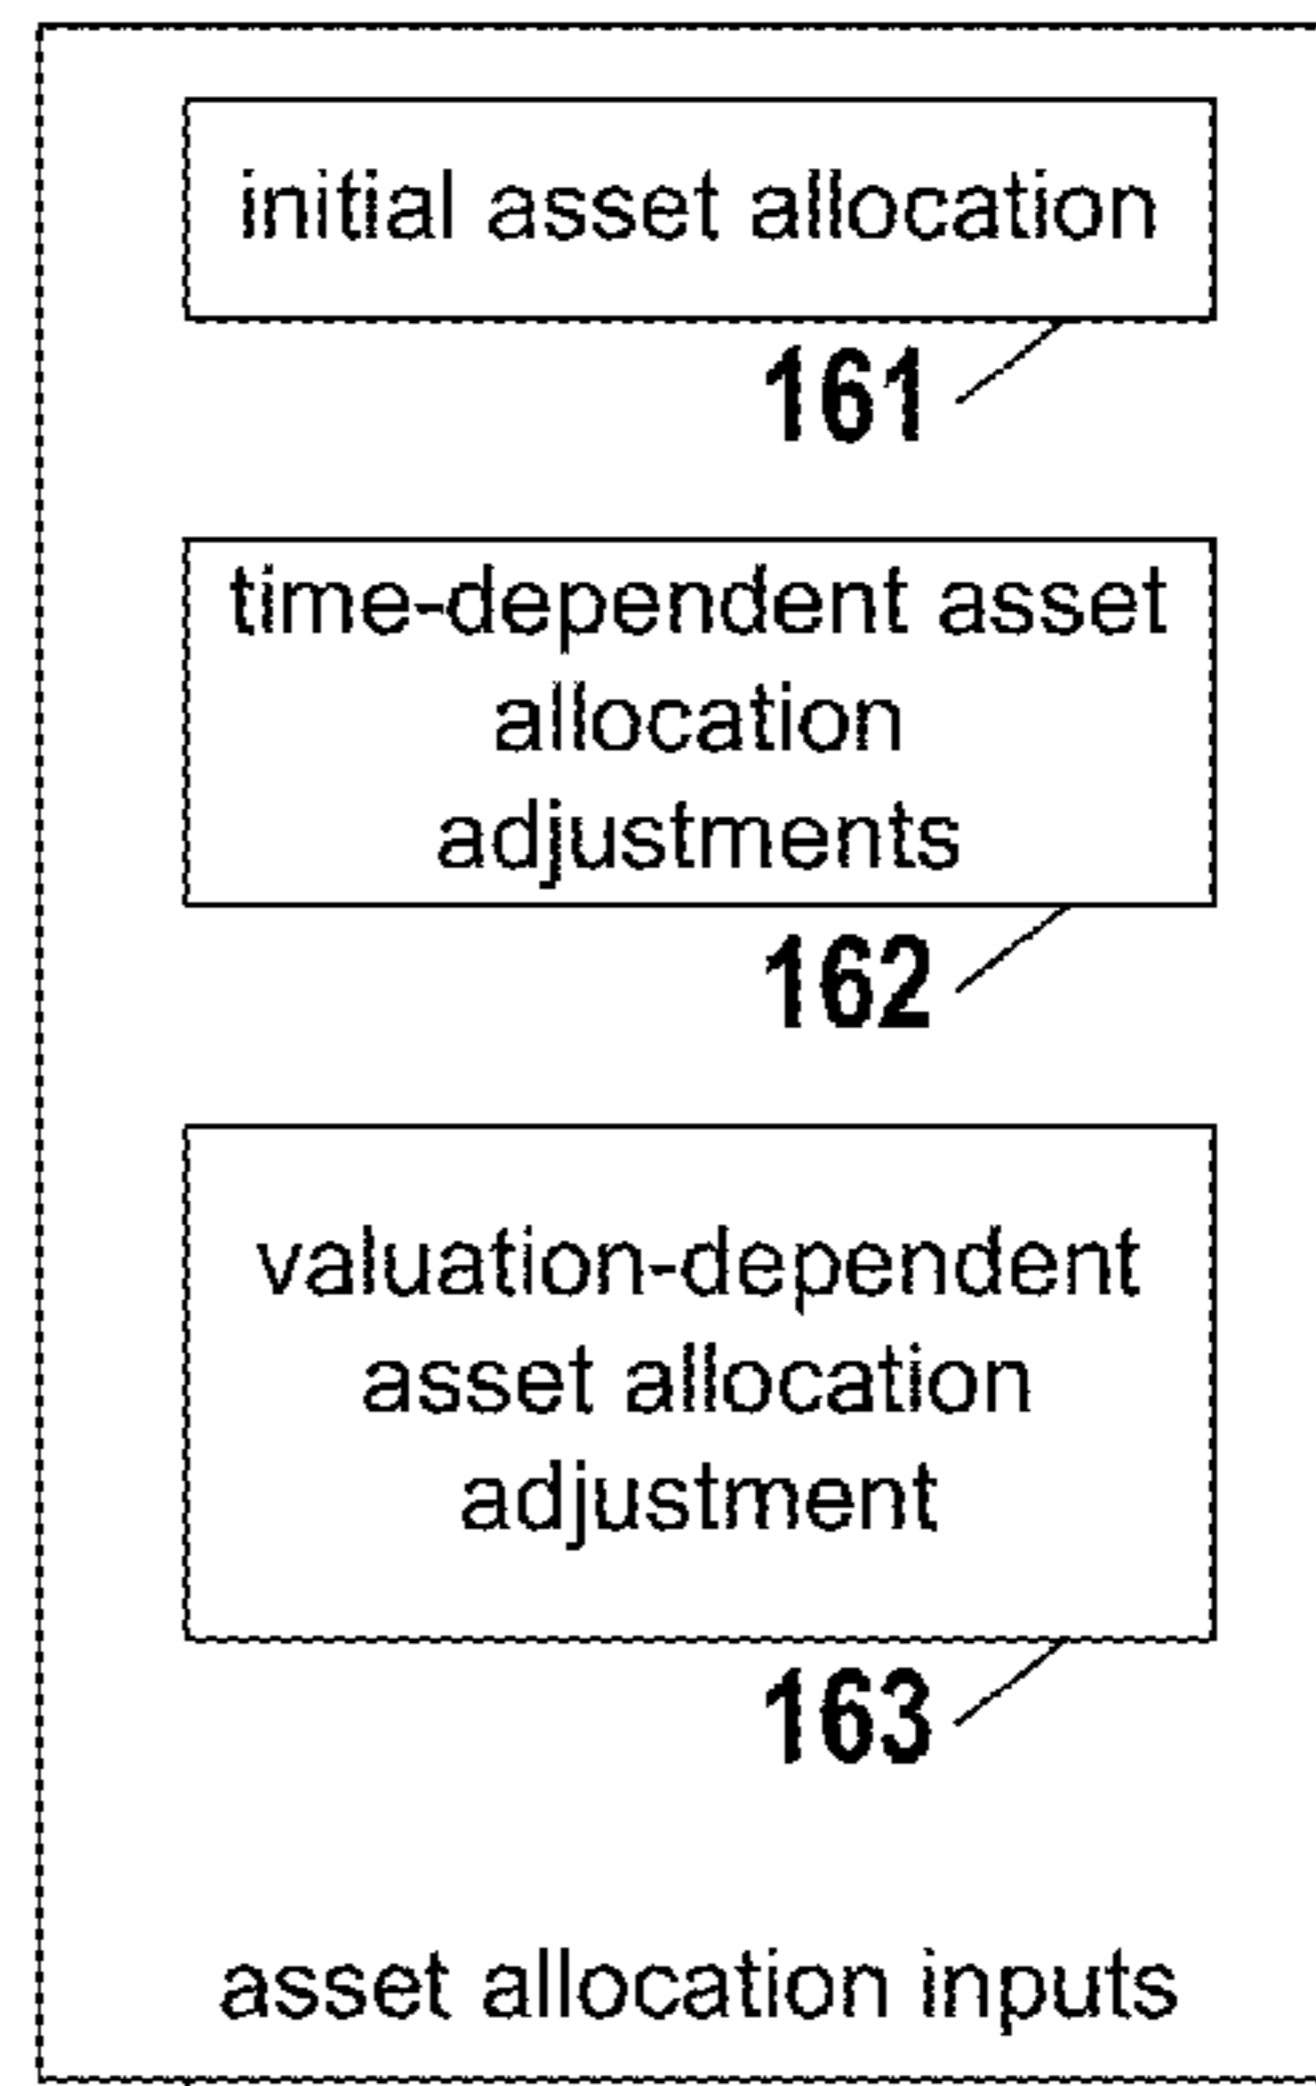 initial asset allocation
161
time-dependent asset
allocation
adjustments
162
valuation-dependent
asset allocation
adjustment
163
asset allocation inputs